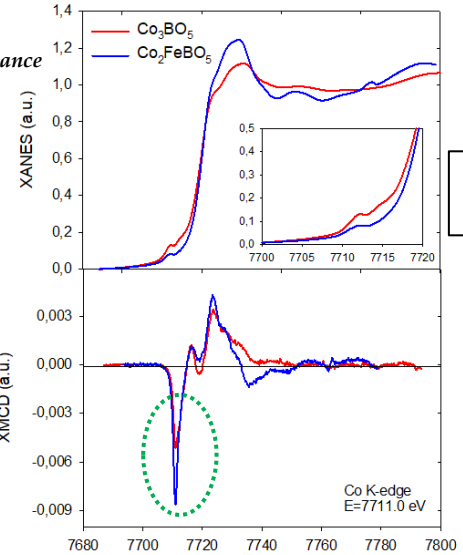 1,4
1,2
1,0
0,8
0,6
0,4
0,2
0,0
XANES (a.u.)
ance
Co₃BO₅
Co₂FeBO₅
0,5
0,4
0,3
0,2
0,1
0,0
7700 7705 7710 7715 7720
0,003
0,000
-0,003
-0,006
-0,009
XMCD (a.u.)
Co K-edge
E=7711.0 eV
7680 7700 7720 7740 7760 7780 7800